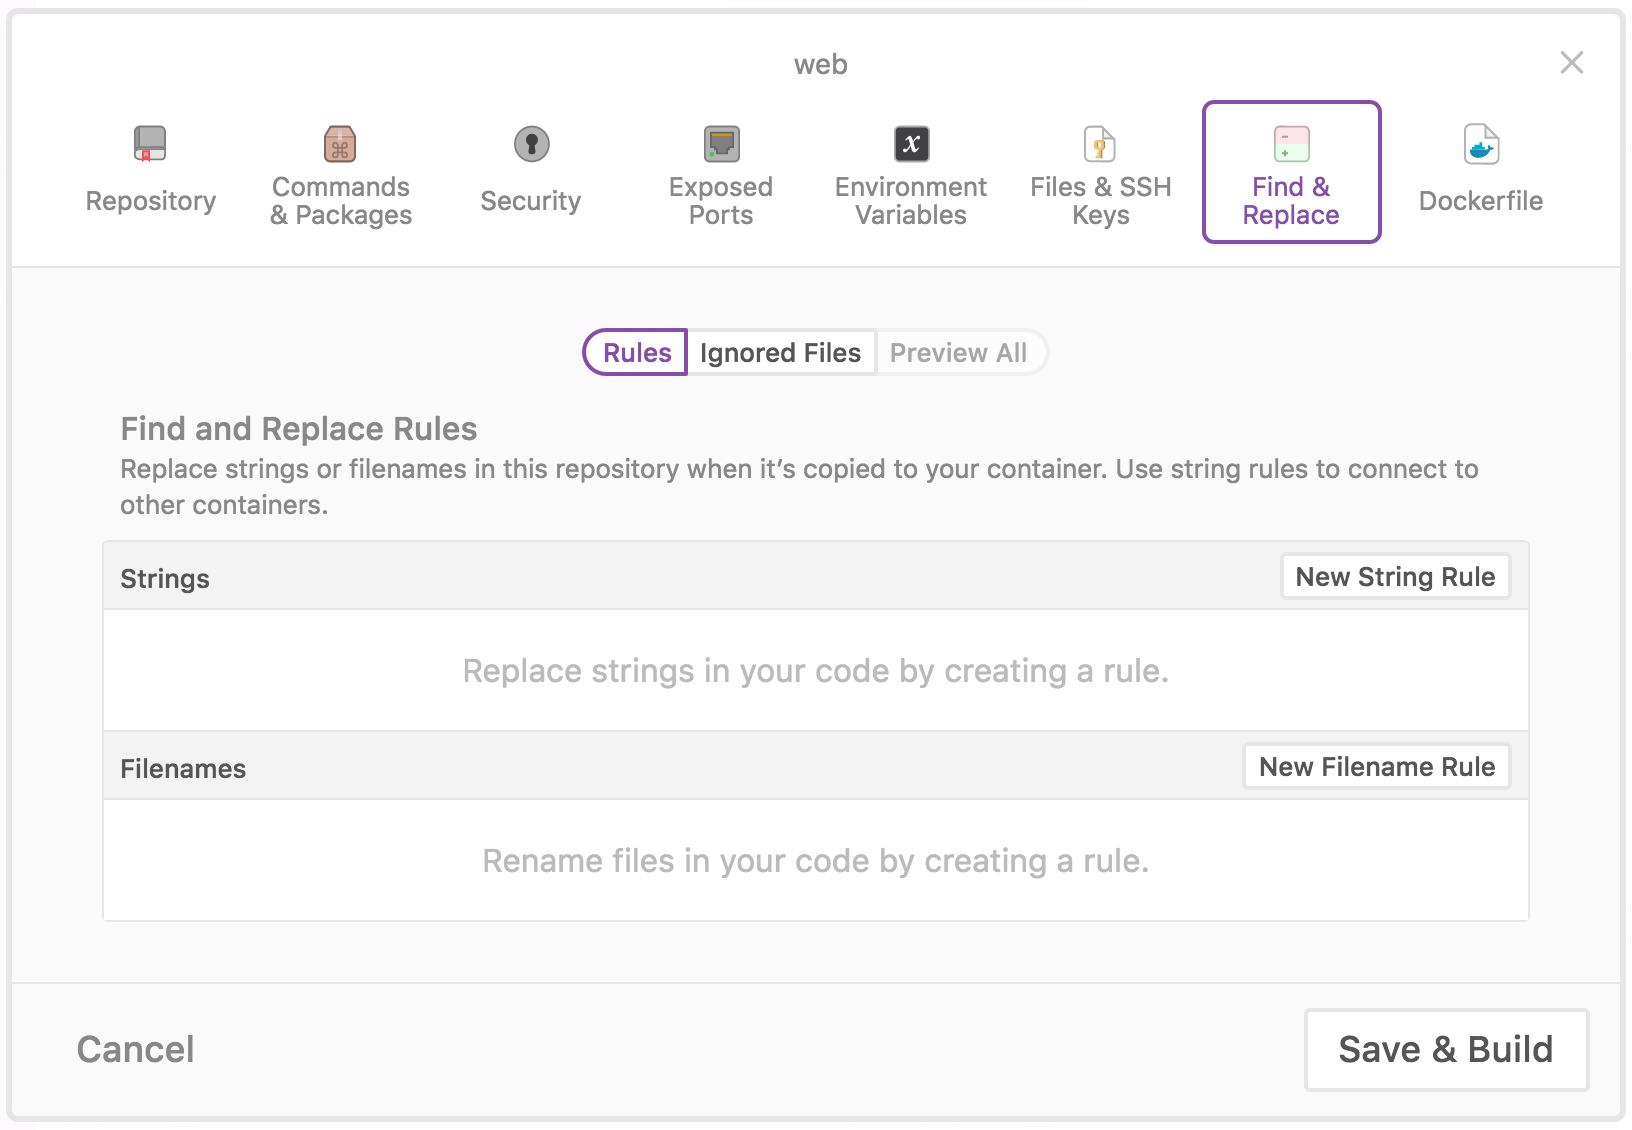 web
Repository
Commands
& Packages
Security
Exposed
Ports
Environment
Variables
Files & SSH
Keys
Find &
Replace
Dockerfile
Rules
Ignored Files
Preview All
Find and Replace Rules
Replace strings or filenames in this repository when it’s copied to your container. Use string rules to connect to
other containers.
Strings
New String Rule
Replace strings in your code by creating a rule.
Filenames
New Filename Rule
Rename files in your code by creating a rule.
Cancel
Save & Build